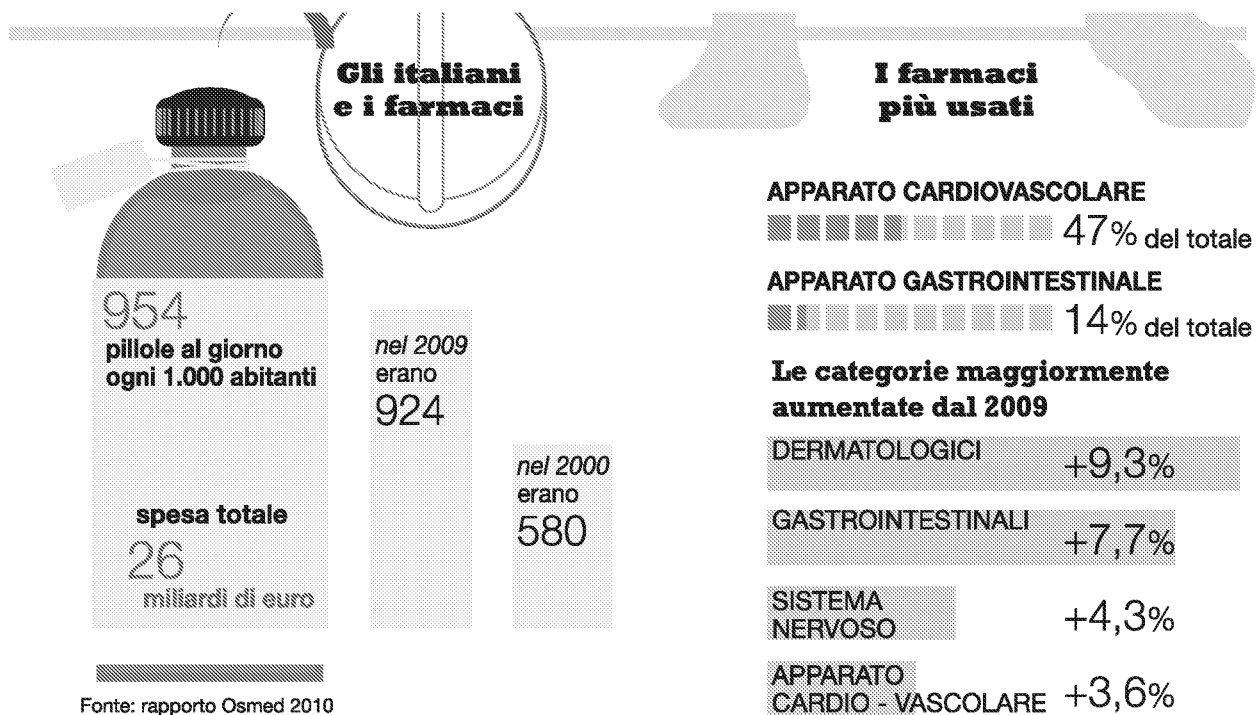 Gli italiani
e i farmaci
954
pillole al giorno
ogni 1.000 abitanti
spesa totale
26
miliardi di euro
nel 2009
erano
924
nel 2000
erano
580
Fonte: rapporto Osmed 2010
I farmaci
più usati
APPARATO CARDIOVASCOLARE
47% del totale
APPARATO GASTROINTESTINALE
14% del totale
Le categorie maggiormente
aumentate dal 2009
DERMATOLOGICI
+9,3%
GASTROINTESTINALI
+7,7%
SISTEMA
NERVOSO
+4,3%
APPARATO
CARDIO - VASCOLARE
+3,6%